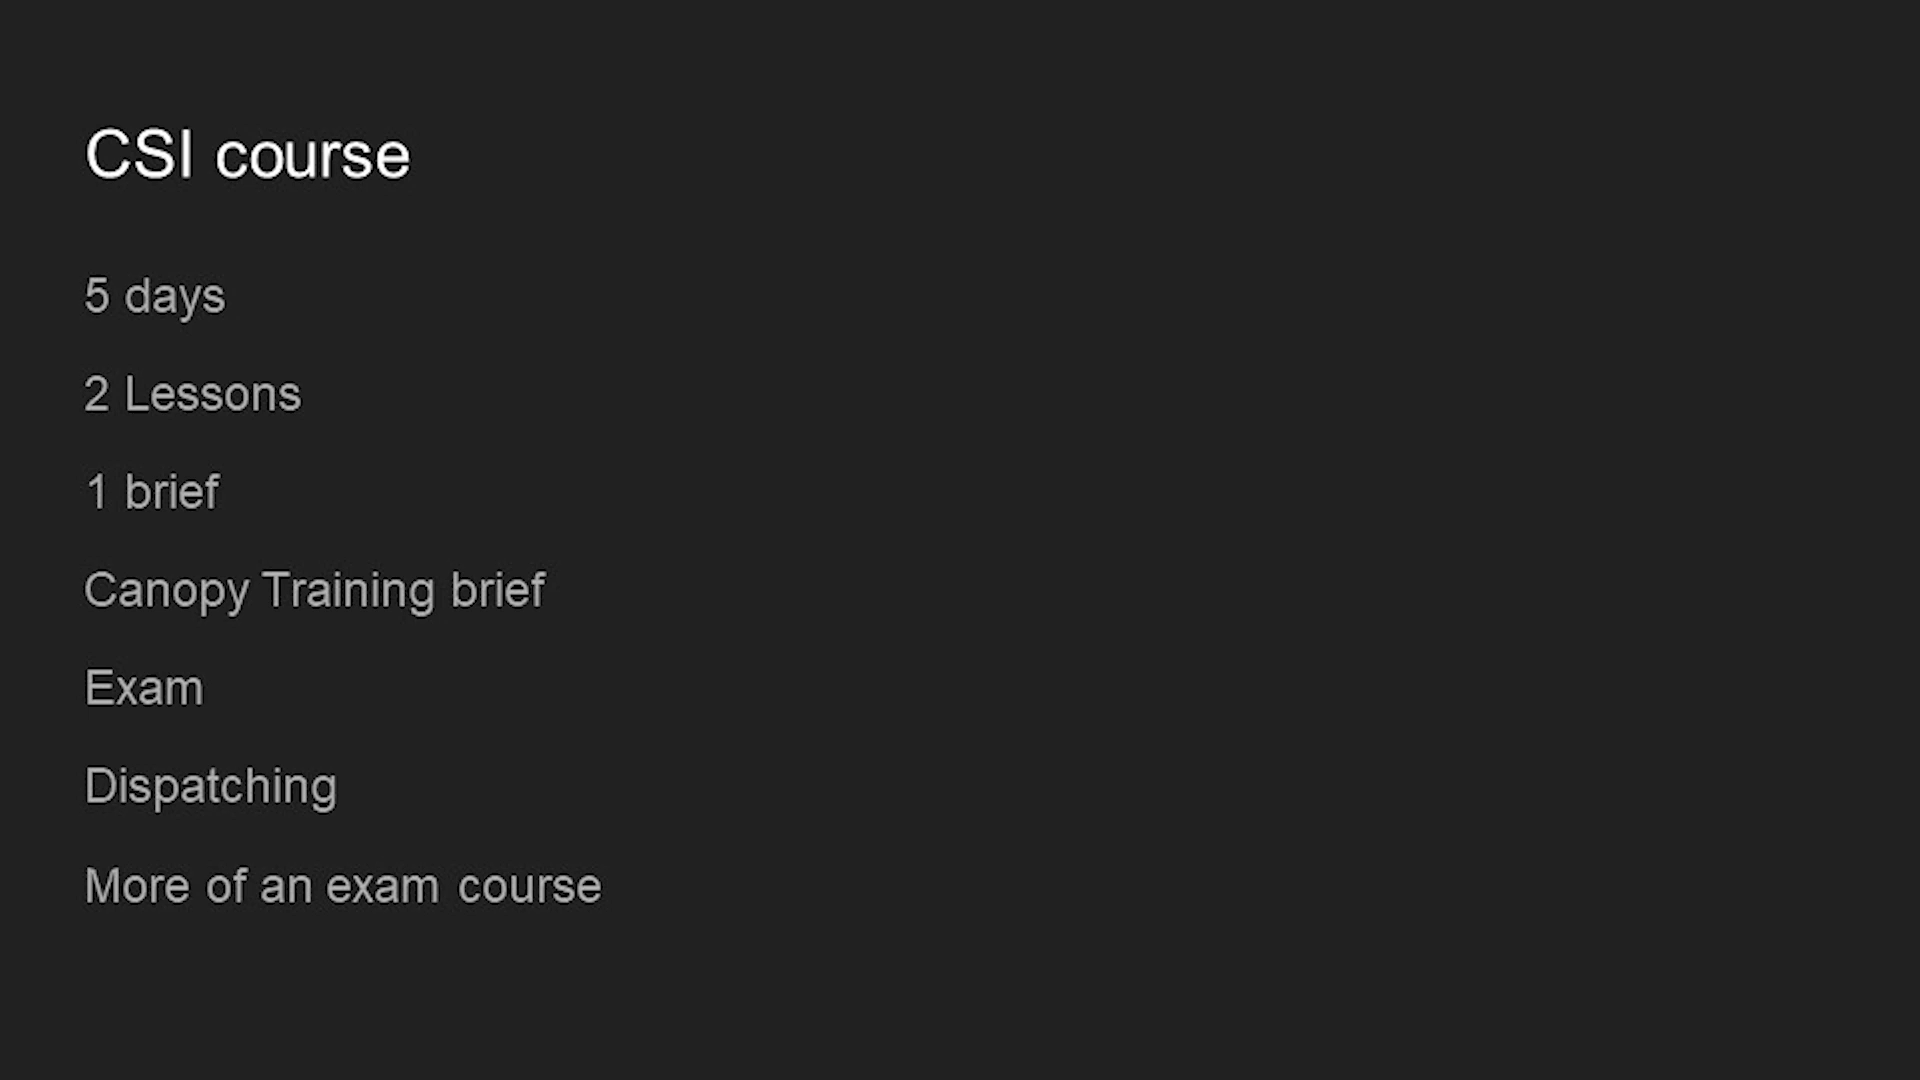 CSI course
5 days
2 Lessons
1 brief
Canopy Training brief
Exam
Dispatching
More of an exam course